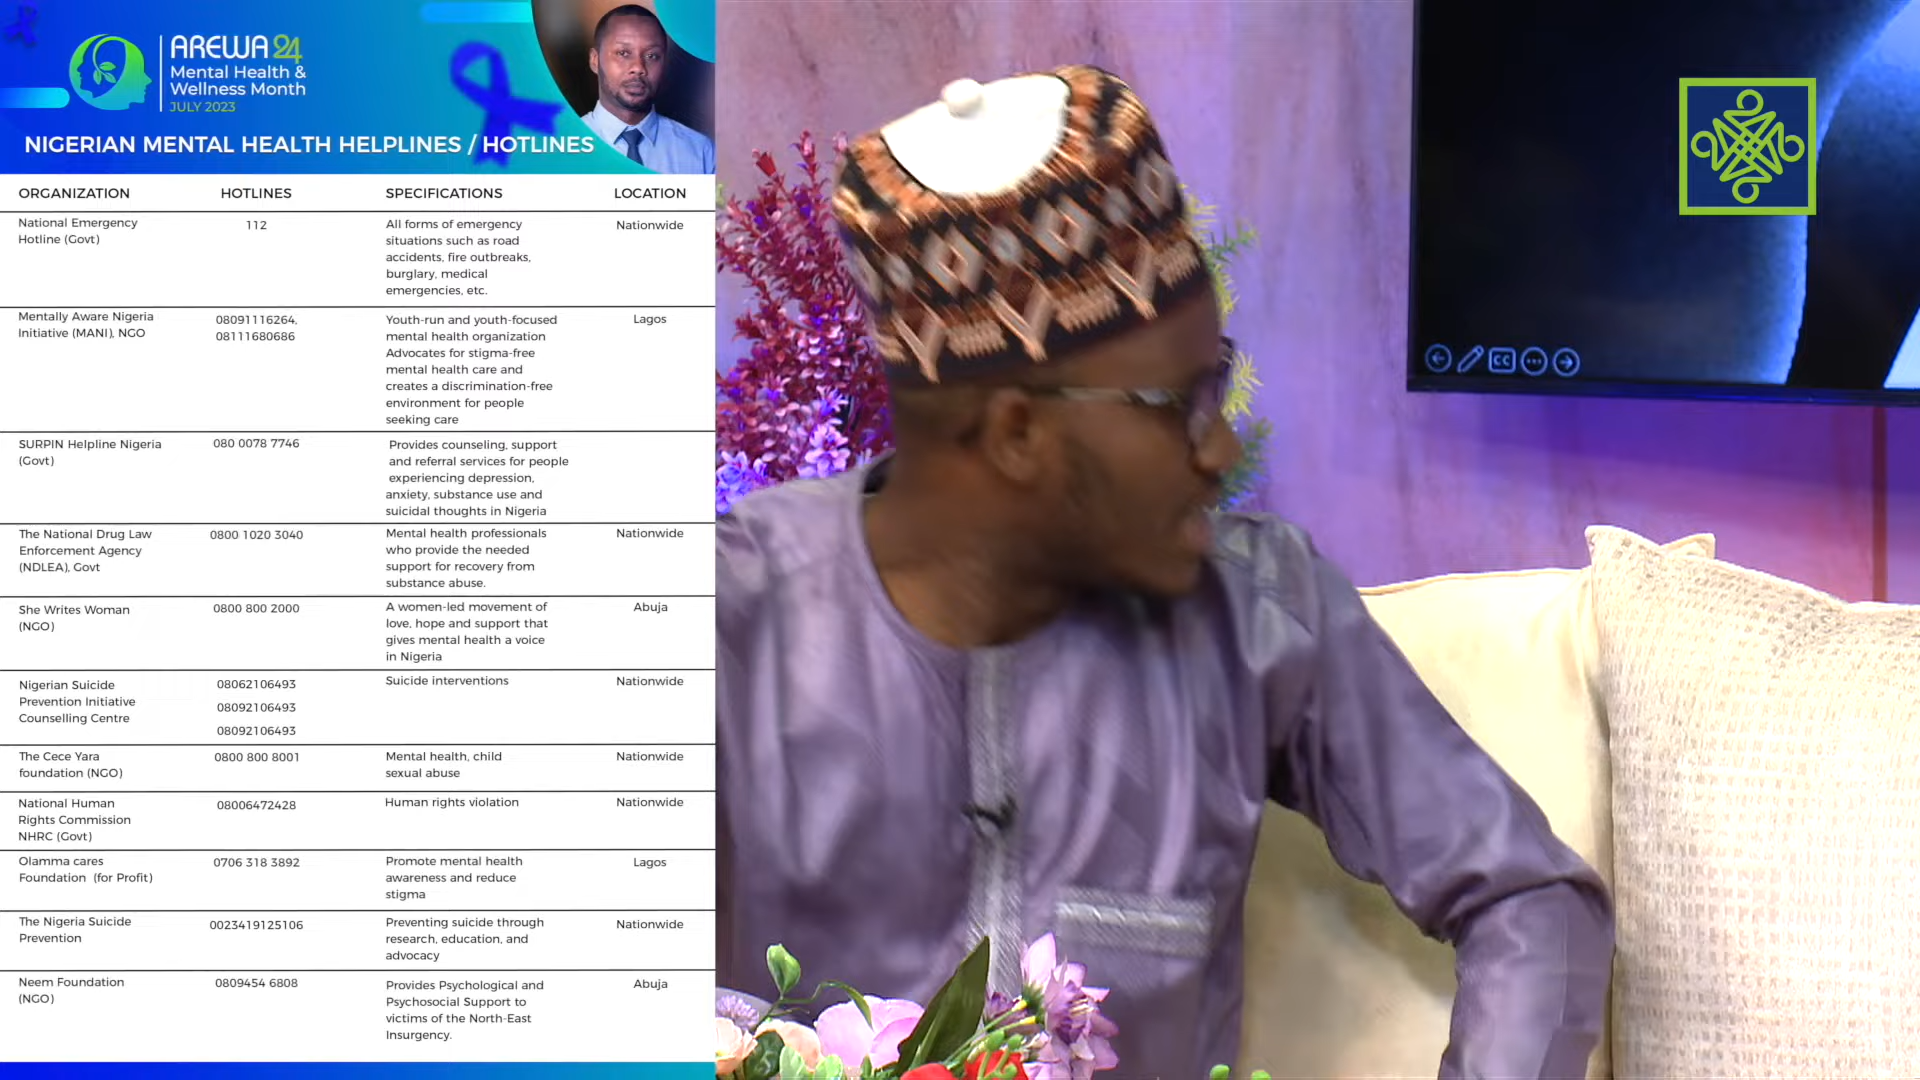 AREWA 24
Mental Health &
Wellness Month
JULY 2023
NIGERIAN MENTAL HEALTH HELPLINES / HOTLINES
ORGANIZATION HOTLINES SPECIFICATIONS LOCATION
National Emergency
Hotline (Govt)
112
All forms of emergency
situations such as road
accidents, fire outbreaks,
burglary, medical
emergencies, etc.
Nationwide
Mentally Aware Nigeria
Initiative (MANI), NGO
08091116264,
08111680686
Youth-run and youth-focused
mental health organization
Advocates for stigma-free
mental health care and
creates a discrimination-free
environment for people
seeking care
Lagos
SURPIN Helpline Nigeria
(Govt)
080 0078 7746
Provides counseling, support
and referral services for people
experiencing depression,
anxiety, substance use and
suicidal thoughts in Nigeria
The National Drug Law
Enforcement Agency
(NDLEA), Govt
0800 1020 3040
Mental health professionals
who provide the needed
support for recovery from
substance abuse.
Nationwide
She Writes Woman
(NGO)
0800 800 2000
A women-led movement of
love, hope and support that
gives mental health a voice
in Nigeria
Abuja
Nigerian Suicide
Prevention Initiative
Counselling Centre
08062106493
08092106493
08092106493
Suicide interventions
Nationwide
The Cece Yara
foundation (NGO)
0800 800 8001
Mental health, child
sexual abuse
Nationwide
National Human
Rights Commission
NHRC (Govt)
08006472428
Human rights violation
Nationwide
Olamma cares
Foundation (for Profit)
0706 318 3892
Promote mental health
awareness and reduce
stigma
Lagos
The Nigeria Suicide
Prevention
0023419125106
Preventing suicide through
research, education, and
advocacy
Nationwide
Neem Foundation
(NGO)
0809454 6808
Provides Psychological and
Psychosocial Support to
victims of the North-East
Insurgency.
Abuja
CC